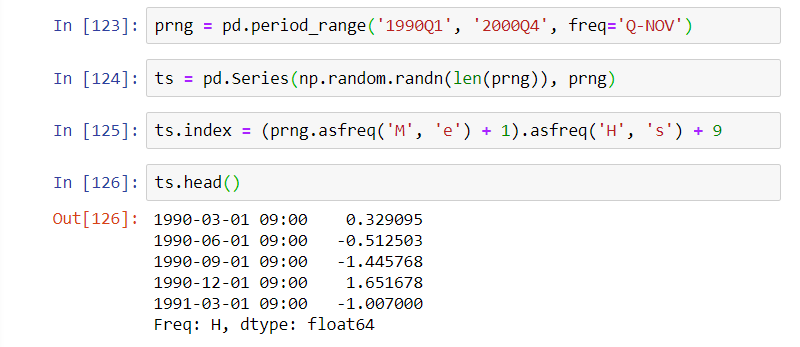 In [123]: prng = pd.period_range('1990Q1', '2000Q4', freq='Q-NOV')
In [124]: ts = pd.Series(np.random.randn(len(prng)), prng)
In [125]: ts.index = (prng.asfreq('M', 'e') + 1).asfreq('H', 's') + 9
In [126]: ts.head()
Out[126]: 1990-03-01 09:00    0.329095
1990-06-01 09:00   -0.512503
1990-09-01 09:00   -1.445768
1990-12-01 09:00    1.651678
1991-03-01 09:00   -1.007000
Freq: H, dtype: float64